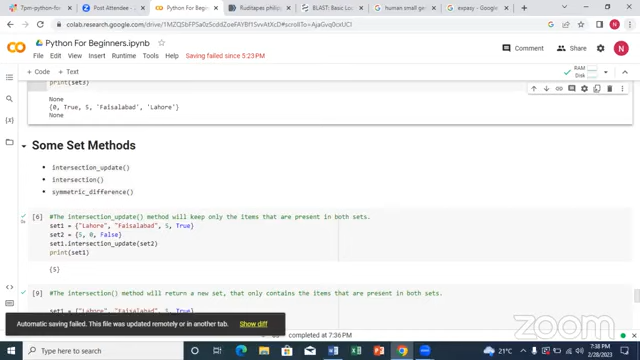 7pm-python-for
Post Attendee -
Python For Beg
Ruditapes philip
BLAST: Basic Lo
human small ge
expasy - Googl
colab.research.google.com/drive/
Python For Beginners.ipynb
File Edit View Insert Runtime Tools Help Saving failed since 5:23 PM
Comment Share
+ Code + Text
RAM
Disk
print(set3)
None
{0, True, 5, 'Faisalabad', 'Lahore'}
None
Some Set Methods
intersection_update()
intersection()
symmetric_difference()
[6] #The intersection_update() method will keep only the items that are present in both sets.
set1 = {"Lahore", "Faisalabad", 5, True}
set2 = {5, 0, False}
set1.intersection_update(set2)
print(set1)
{5}
[9] #The intersection() method will return a new set, that only contains the items that are present in both sets.
set1 = {"Lahore", "Faisalabad", 5, True}
Automatic saving failed. This file was updated remotely or in another tab. Show diff
completed at 7:36 PM
zoom
Type here to search
21°C
7:38 PM
2/28/2023